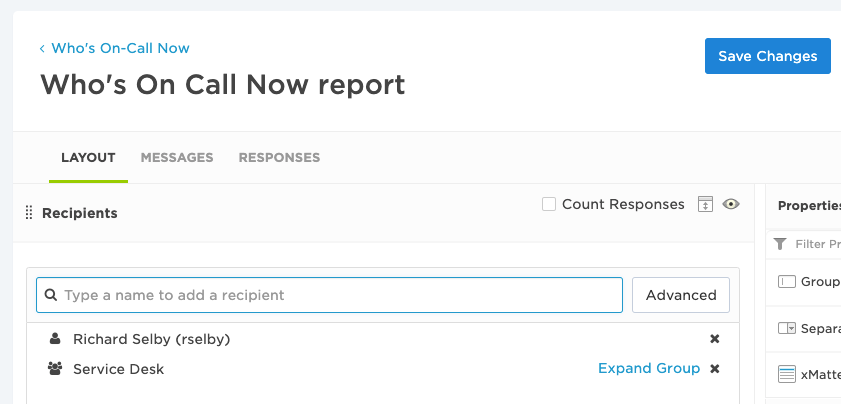 ‹ Who's On-Call Now
Who's On Call Now report
Save Changes
LAYOUT MESSAGES RESPONSES
Recipients
Count Responses
Properties
Filter Pr
Type a name to add a recipient
Advanced
Group
Richard Selby (rselby)
Separa
Service Desk
Expand Group
xMatte